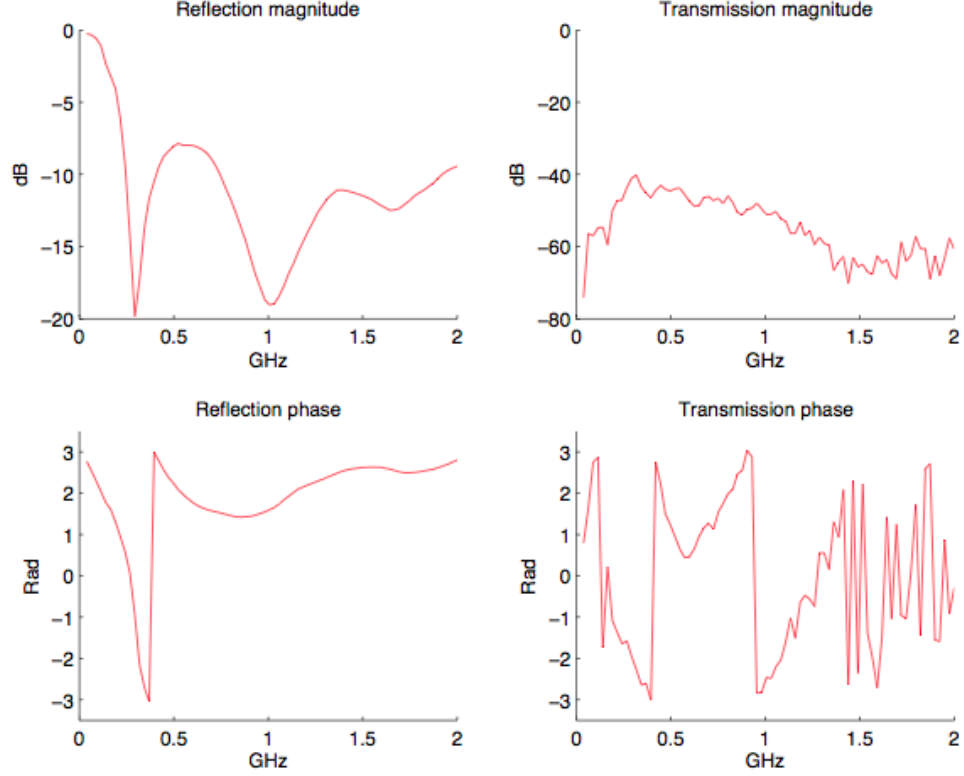 Reflection magnitude
0
−5
−10
−15
−20
dB
0 0.5 1 1.5 2
GHz
Transmission magnitude
0
−20
−40
−60
−80
dB
0 0.5 1 1.5 2
GHz
Reflection phase
3
2
1
0
−1
−2
−3
Rad
0 0.5 1 1.5 2
GHz
Transmission phase
3
2
1
0
−1
−2
−3
Rad
0 0.5 1 1.5 2
GHz